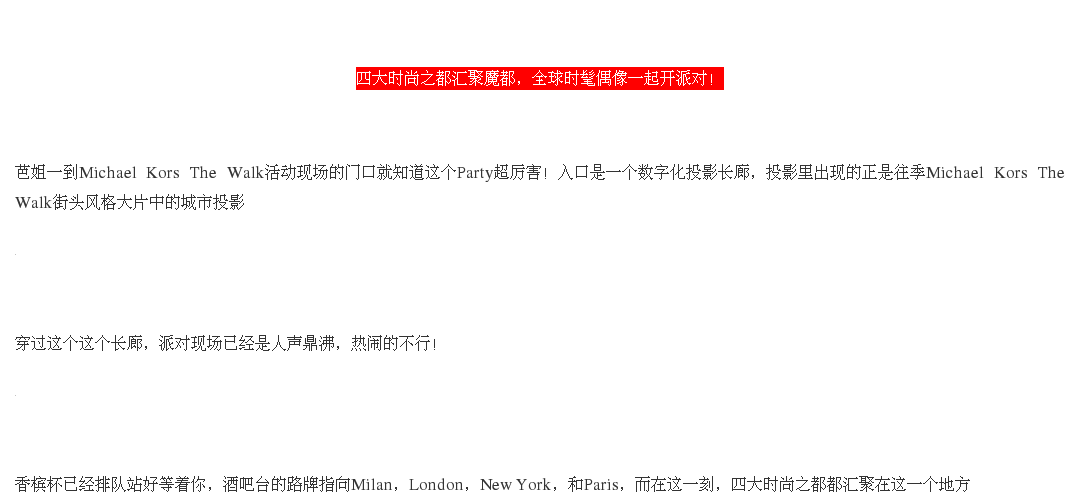 四大时尚之都汇聚魔都，全球时髦偶像一起开派对！
芭姐一到Michael Kors The Walk活动现场的门口就知道这个Party超厉害！入口是一个数字化投影长廊，投影里出现的正是往季Michael Kors The
Walk街头风格大片中的城市投影
穿过这个这个长廊，派对现场已经是人声鼎沸，热闹的不行！
香槟杯已经排队站好等着你，酒吧台的路牌指向Milan，London，New York，和Paris，而在这一刻，四大时尚之都都汇聚在这一个地方